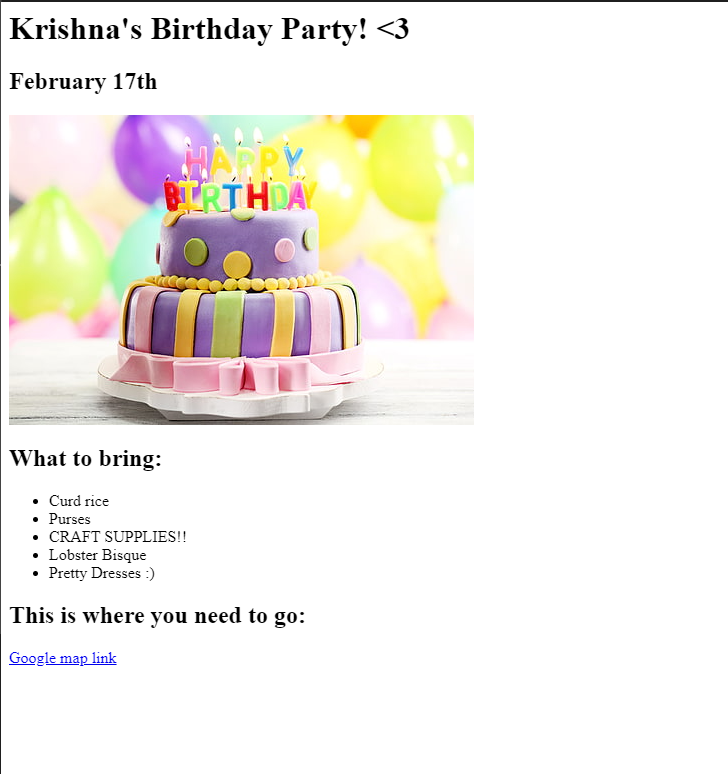 Krishna's Birthday Party! <3
February 17th
HAPPY
BIRTHDAY
What to bring:
Curd rice
Purses
CRAFT SUPPLIES!!
Lobster Bisque
Pretty Dresses :)
This is where you need to go:
Google map link